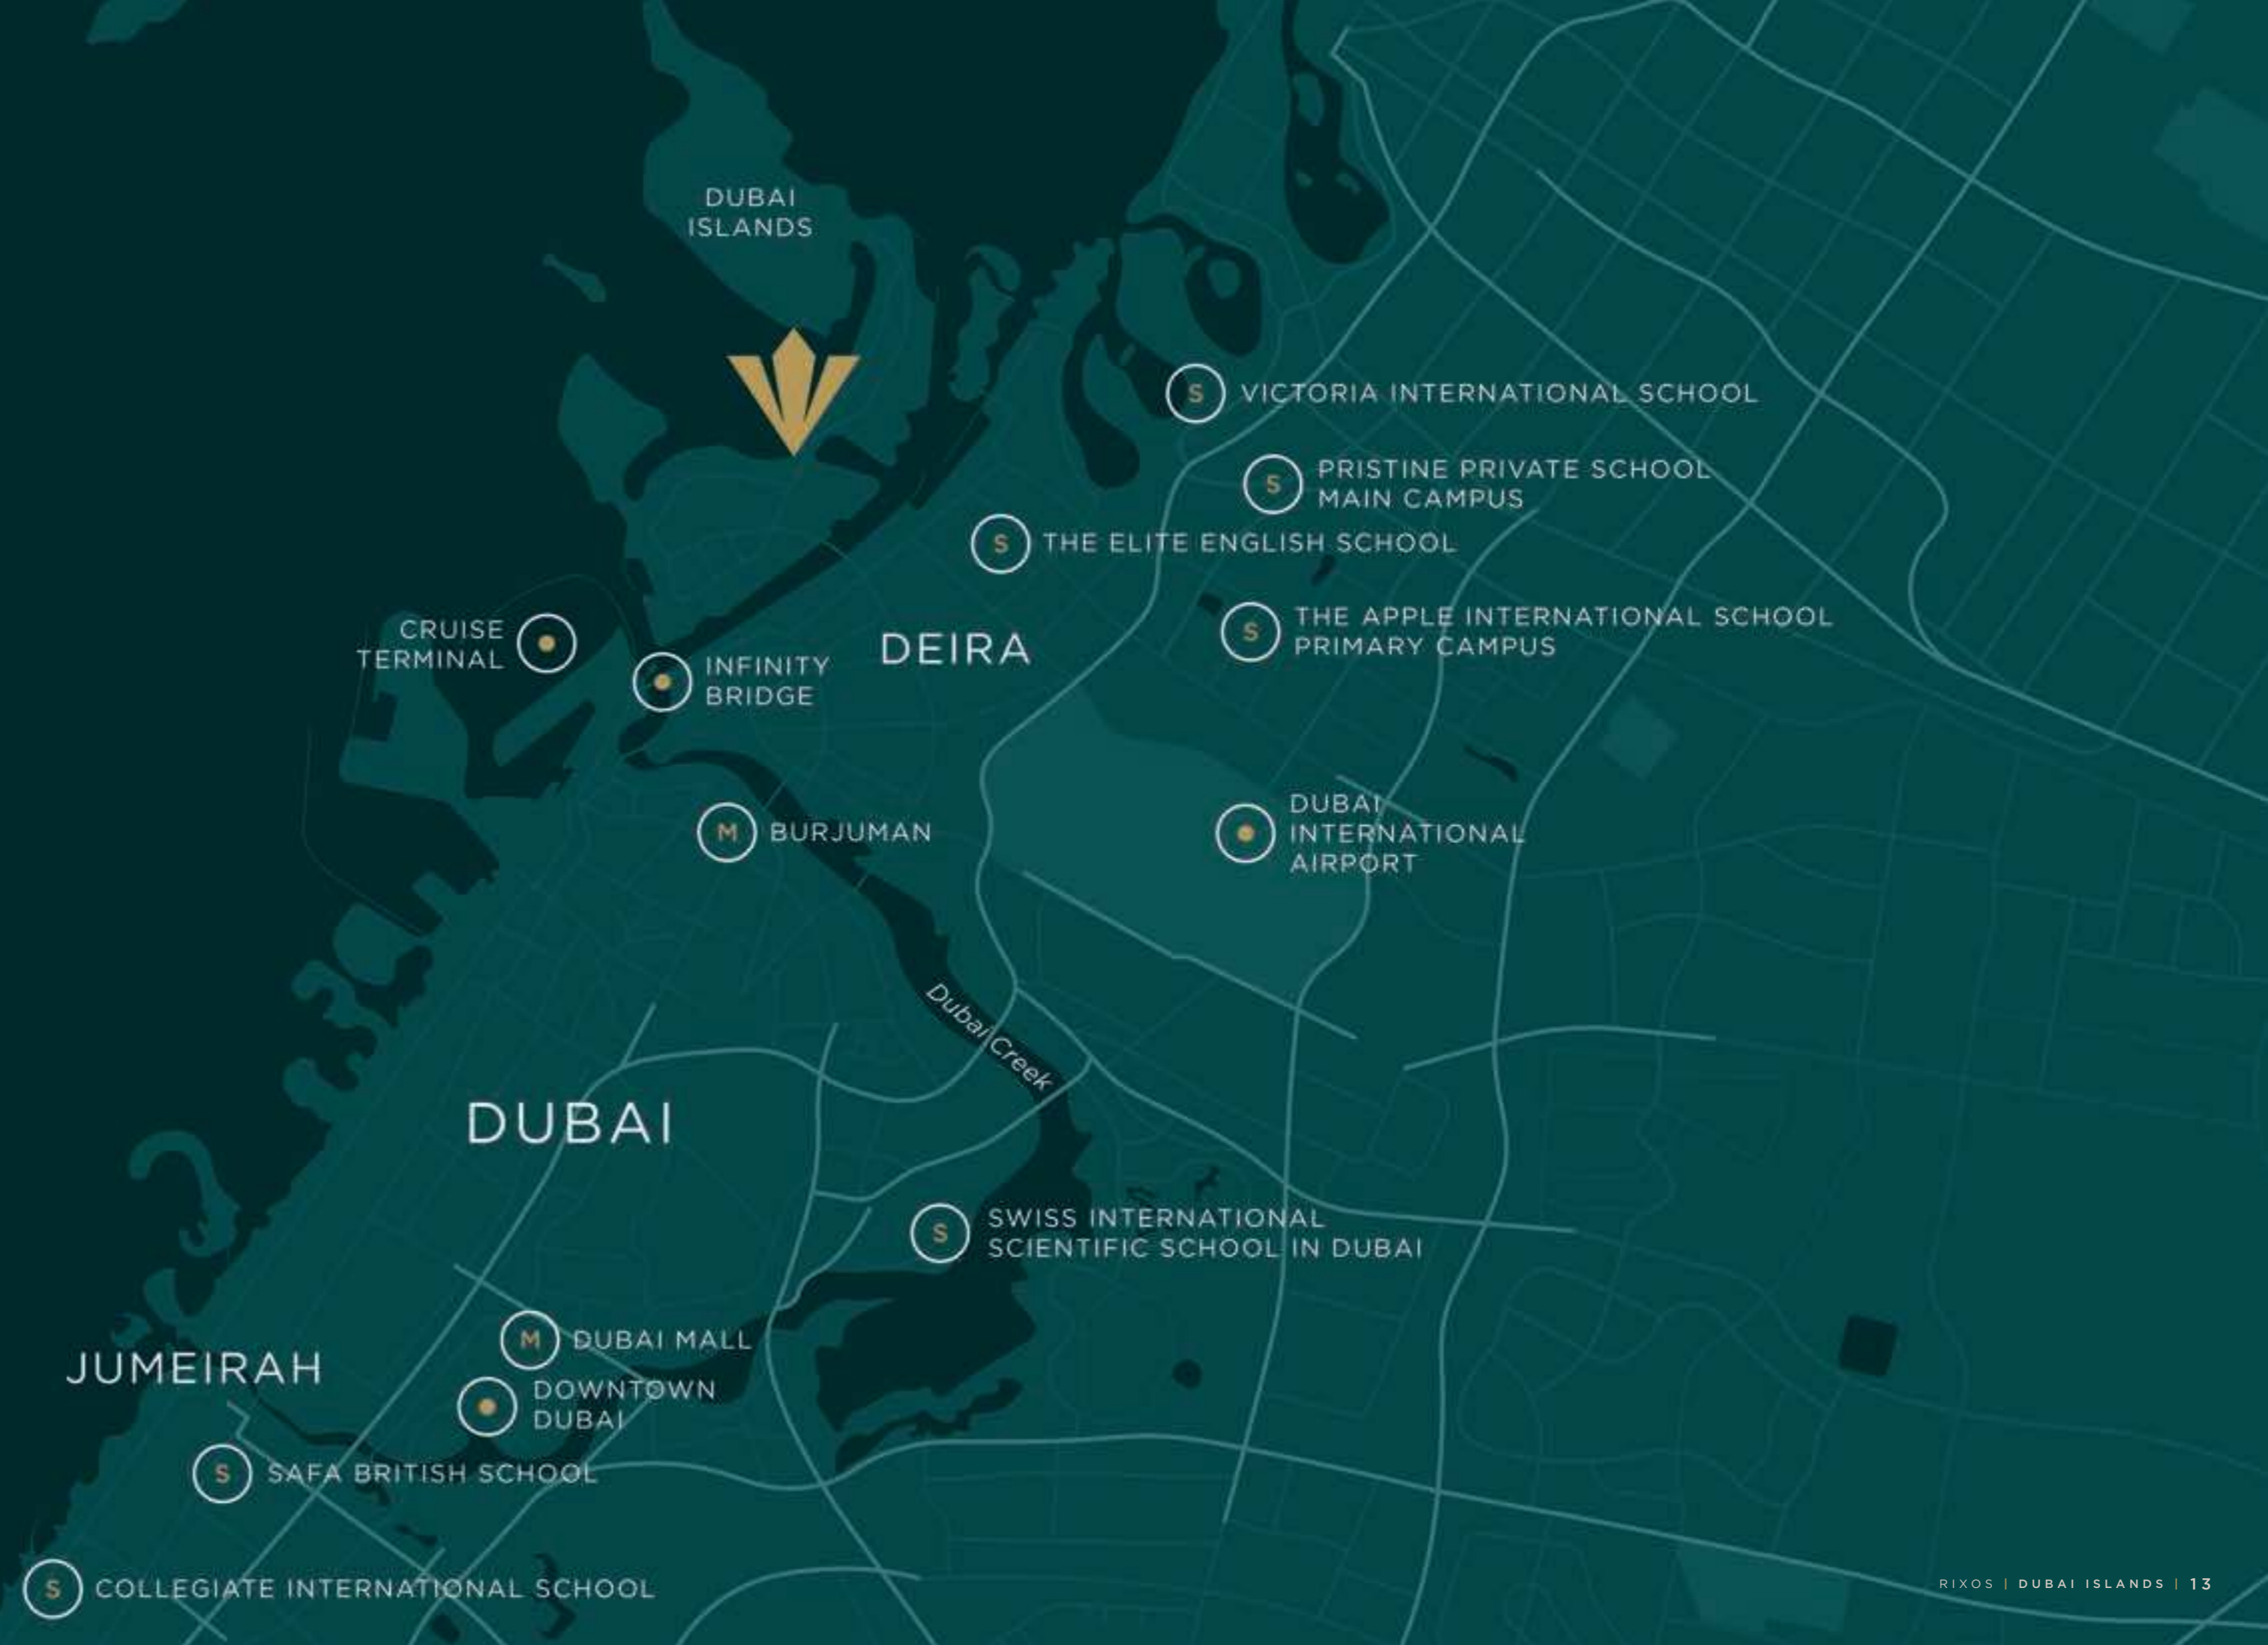 DUBAI
ISLANDS
S VICTORIA INTERNATIONAL SCHOOL
S PRISTINE PRIVATE SCHOOL
MAIN CAMPUS
S THE ELITE ENGLISH SCHOOL
S THE APPLE INTERNATIONAL SCHOOL
PRIMARY CAMPUS
CRUISE
TERMINAL
INFINITY
BRIDGE
DEIRA
M BURJUMAN
DUBAI
INTERNATIONAL
AIRPORT
Dubai Creek
DUBAI
S SWISS INTERNATIONAL
SCIENTIFIC SCHOOL IN DUBAI
M DUBAI MALL
JUMEIRAH
DOWNTOWN
DUBAI
S SAFA BRITISH SCHOOL
S COLLEGIATE INTERNATIONAL SCHOOL
RIXOS | DUBAI ISLANDS | 13